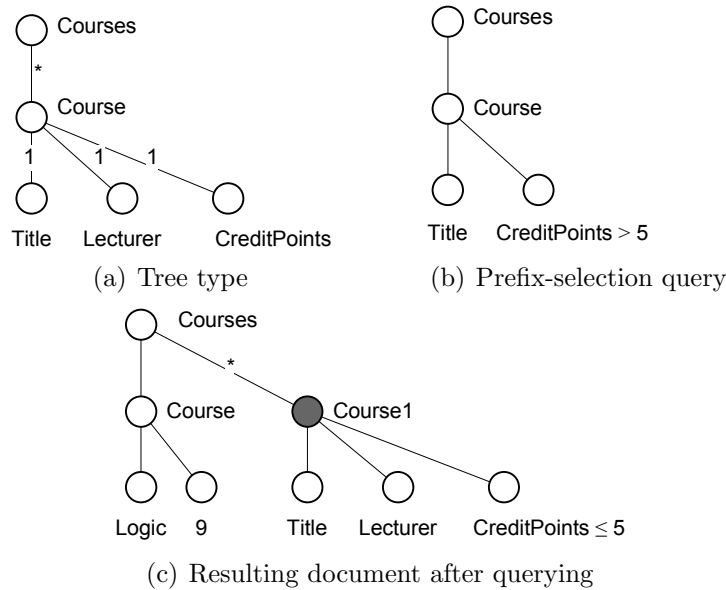 Courses
*
Course
1 1 1
Title Lecturer CreditPoints
(a) Tree type
Courses
Course
Title CreditPoints > 5
(b) Prefix-selection query
Courses
*
Course Course1
Logic 9 Title Lecturer CreditPoints ≤ 5
(c) Resulting document after querying